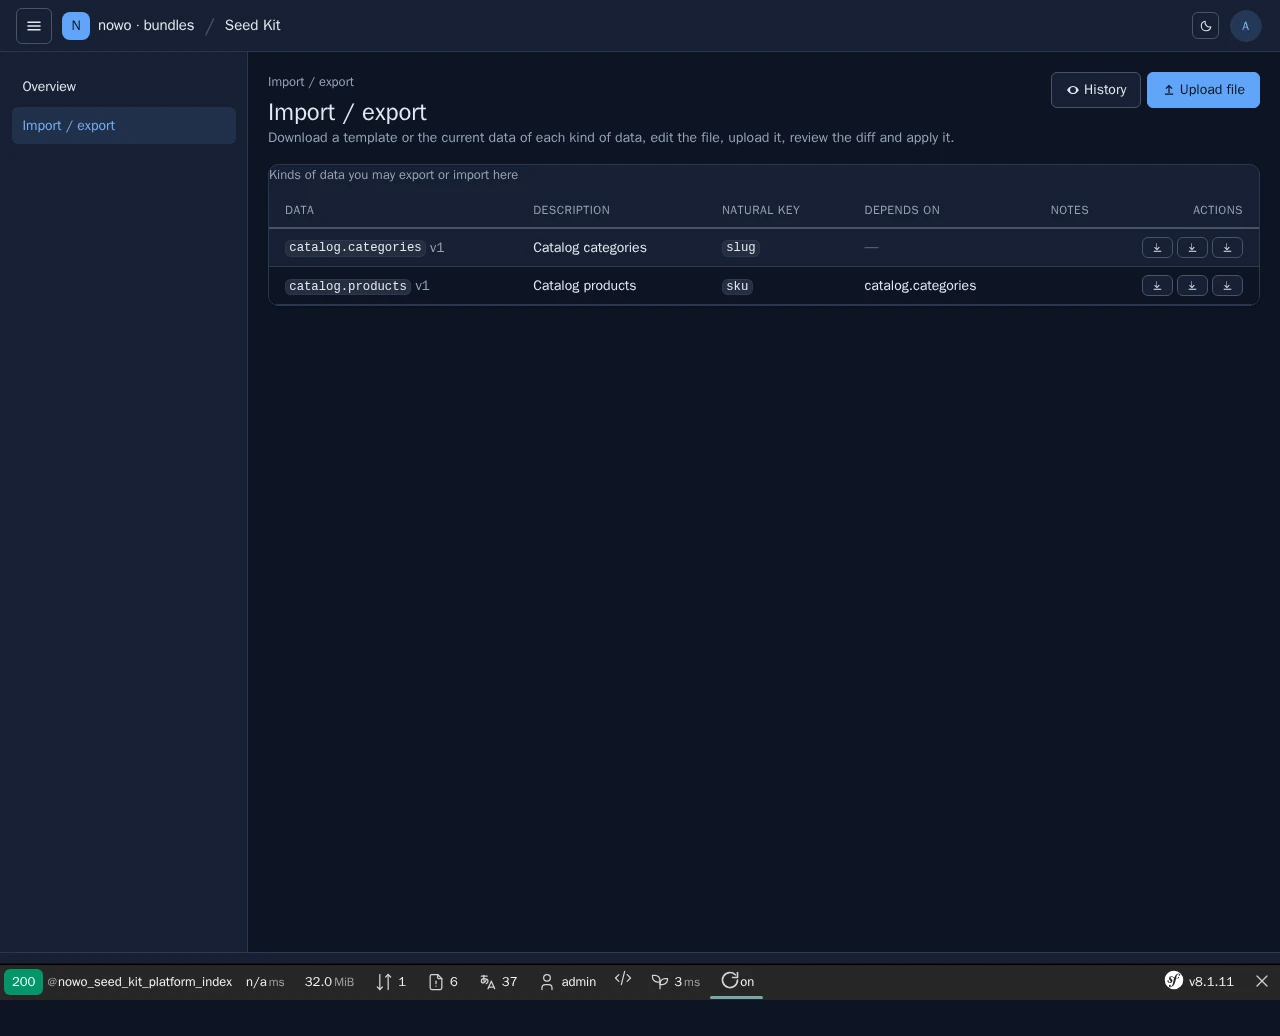 N nowo · bundles / Seed Kit A
Overview
Import / export
Import / export
Import / export
Download a template or the current data of each kind of data, edit the file, upload it, review the diff and apply it.
History
Upload file
Kinds of data you may export or import here
DATA DESCRIPTION NATURAL KEY DEPENDS ON NOTES ACTIONS
catalog.categories v1 Catalog categories slug —
catalog.products v1 Catalog products sku catalog.categories
200 @nowo_seed_kit_platform_index n/a ms 32.0 MiB 1 6 37 admin </> 3 ms on sf v8.1.11